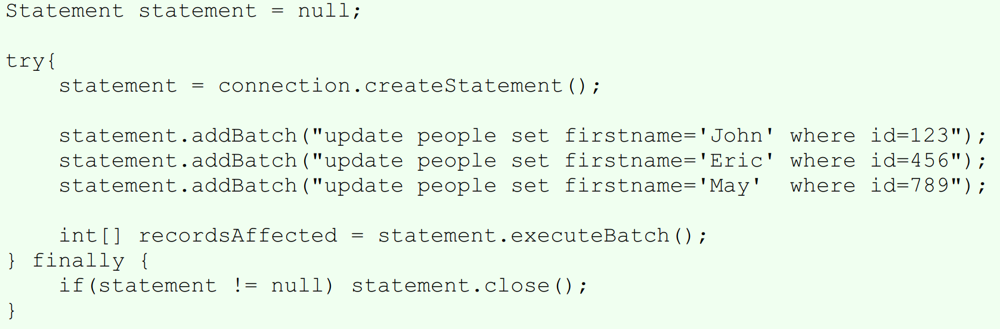 Statement statement = null;
try{
    statement = connection.createStatement();
    statement.addBatch("update people set firstname='John' where id=123");
    statement.addBatch("update people set firstname='Eric' where id=456");
    statement.addBatch("update people set firstname='May'  where id=789");
    int[] recordsAffected = statement.executeBatch();
} finally {
    if(statement != null) statement.close();
}